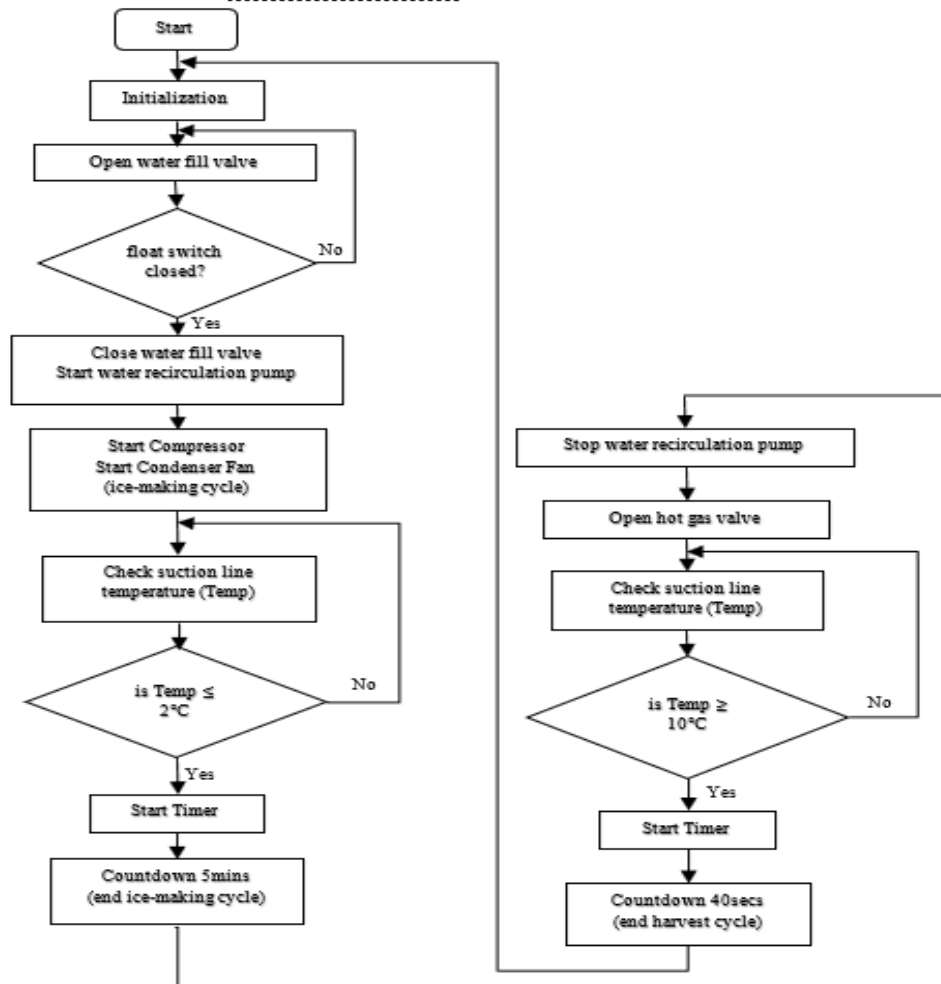 Start
Initialization
Open water fill valve
float switch
closed?
No
Yes
Close water fill valve
Start water recirculation pump
Start Compressor
Start Condenser Fan
(ice-making cycle)
Check suction line
temperature (Temp)
is Temp ≤
2°C
No
Yes
Start Timer
Countdown 5mins
(end ice-making cycle)
Stop water recirculation pump
Open hot gas valve
Check suction line
temperature (Temp)
is Temp ≥
10°C
No
Yes
Start Timer
Countdown 40secs
(end harvest cycle)